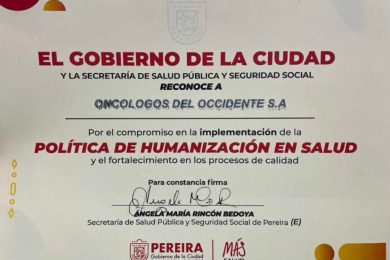 EL GOBIERNO DE LA CIUDAD
Y LA SECRETARÍA DE SALUD PÚBLICA Y SEGURIDAD SOCIAL
RECONOCE A
ONCOLOGOS DEL OCCIDENTE S.A
Por el compromiso en la implementación de la
POLÍTICA DE HUMANIZACIÓN EN SALUD
y el fortalecimiento en los procesos de calidad
Para constancia firma
ÁNGELA MARÍA RINCÓN BEDOYA
Secretaria de Salud Pública y Seguridad Social de Pereira (E)
PEREIRA
Gobierno de la Ciudad
MÁS
SALUD